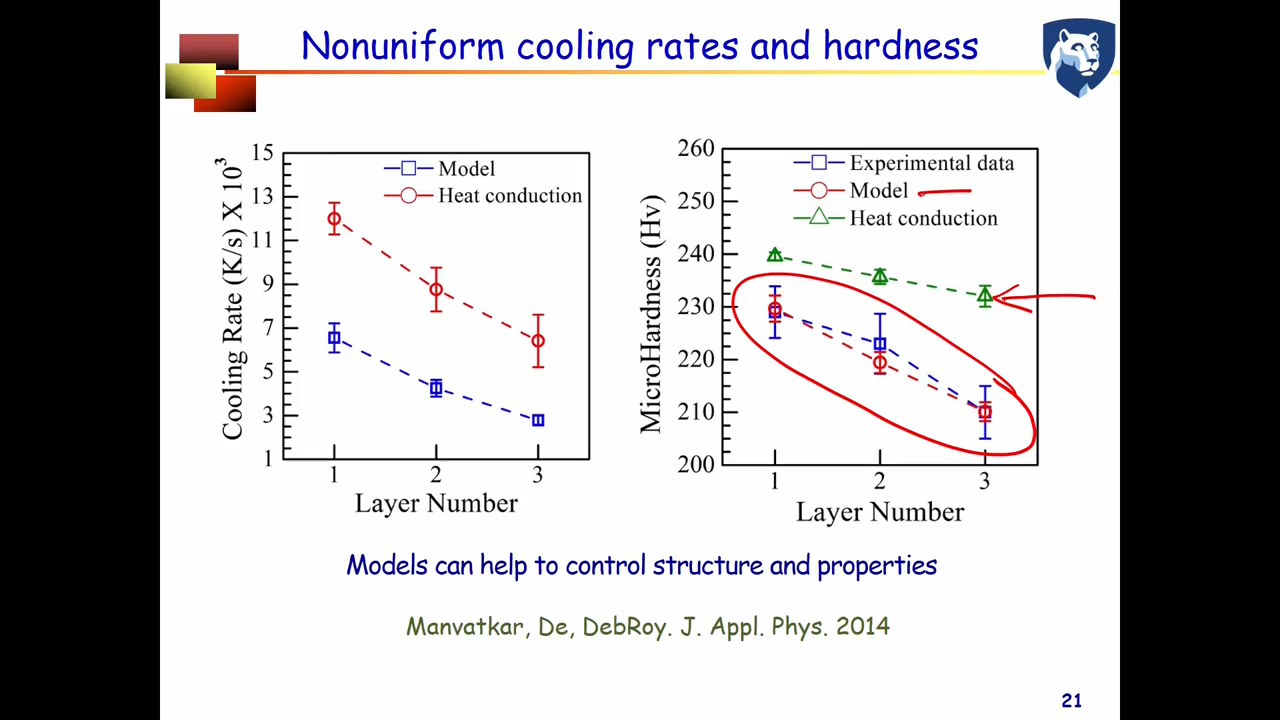 Nonuniform cooling rates and hardness
Cooling Rate (K/s) X 10³
15
13
11
9
7
5
3
1
Model
Heat conduction
1 2 3
Layer Number
MicroHardness (Hv)
260
250
240
230
220
210
200
Experimental data
Model
Heat conduction
1 2 3
Layer Number
Models can help to control structure and properties
Manvatkar, De, DebRoy. J. Appl. Phys. 2014
21